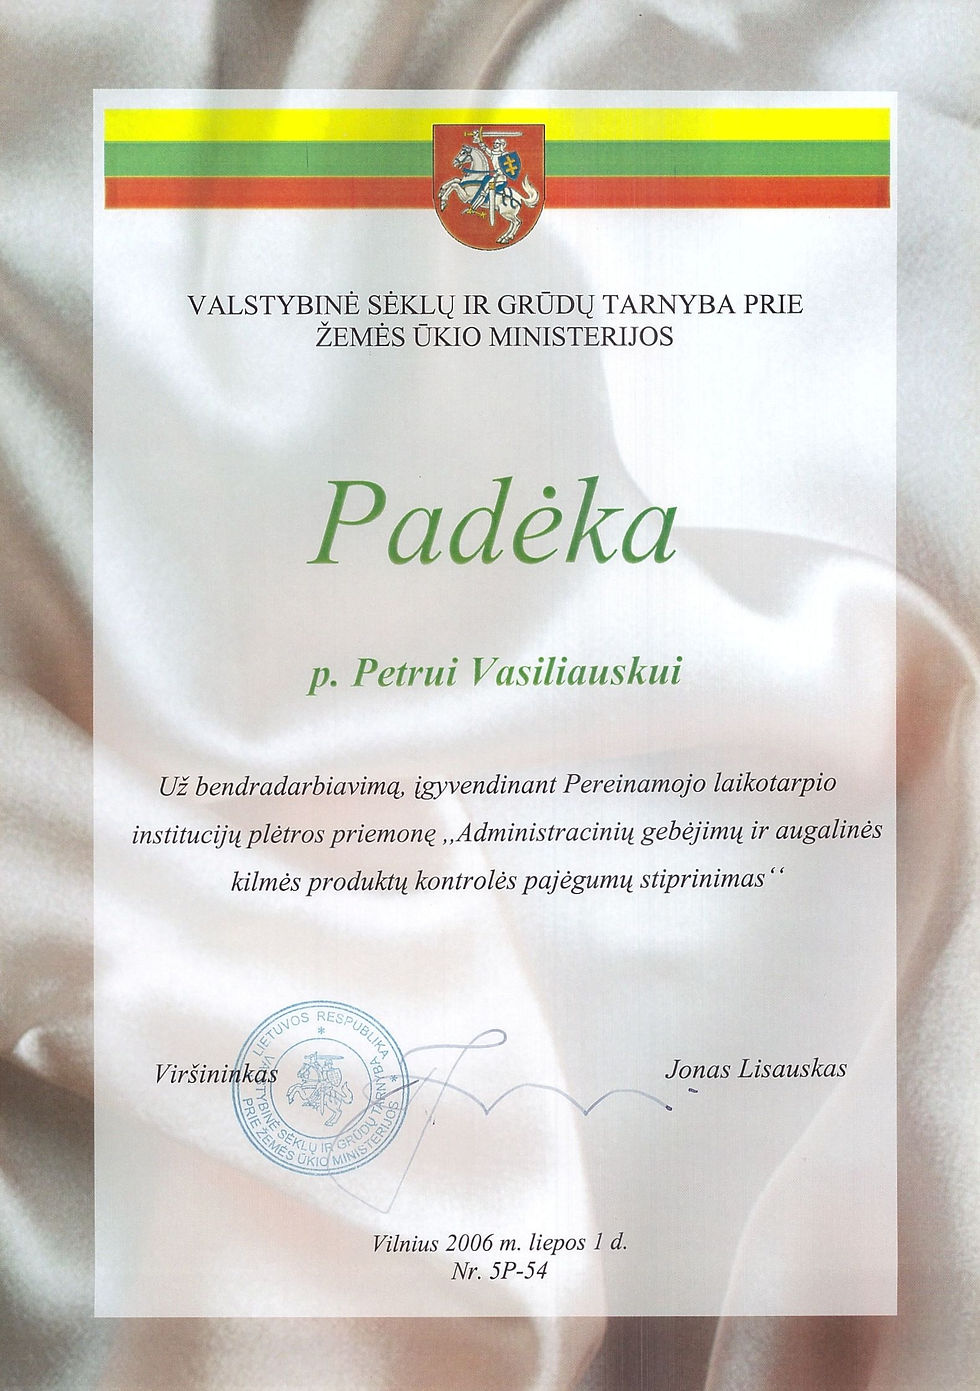 VALSTYBINĖ SĖKLŲ IR GRŪDŲ TARNYBA PRIE
ŽEMĖS ŪKIO MINISTERIJOS
Padėka
p. Petrui Vasiliauskui
Už bendradarbiavimą, įgyvendinant Pereinamojo laikotarpio
institucijų plėtros priemonę ,,Administracinių gebėjimų ir augalinės
kilmės produktų kontrolės pajėgumų stiprinimas‘‘
Viršininkas
LIETUVOS RESPUBLIKA
VALSTYBINĖ SĖKLŲ IR GRŪDŲ TARNYBA
PRIE ŽEMĖS ŪKIO MINISTERIJOS
Jonas Lisauskas
Vilnius 2006 m. liepos 1 d.
Nr. 5P-54